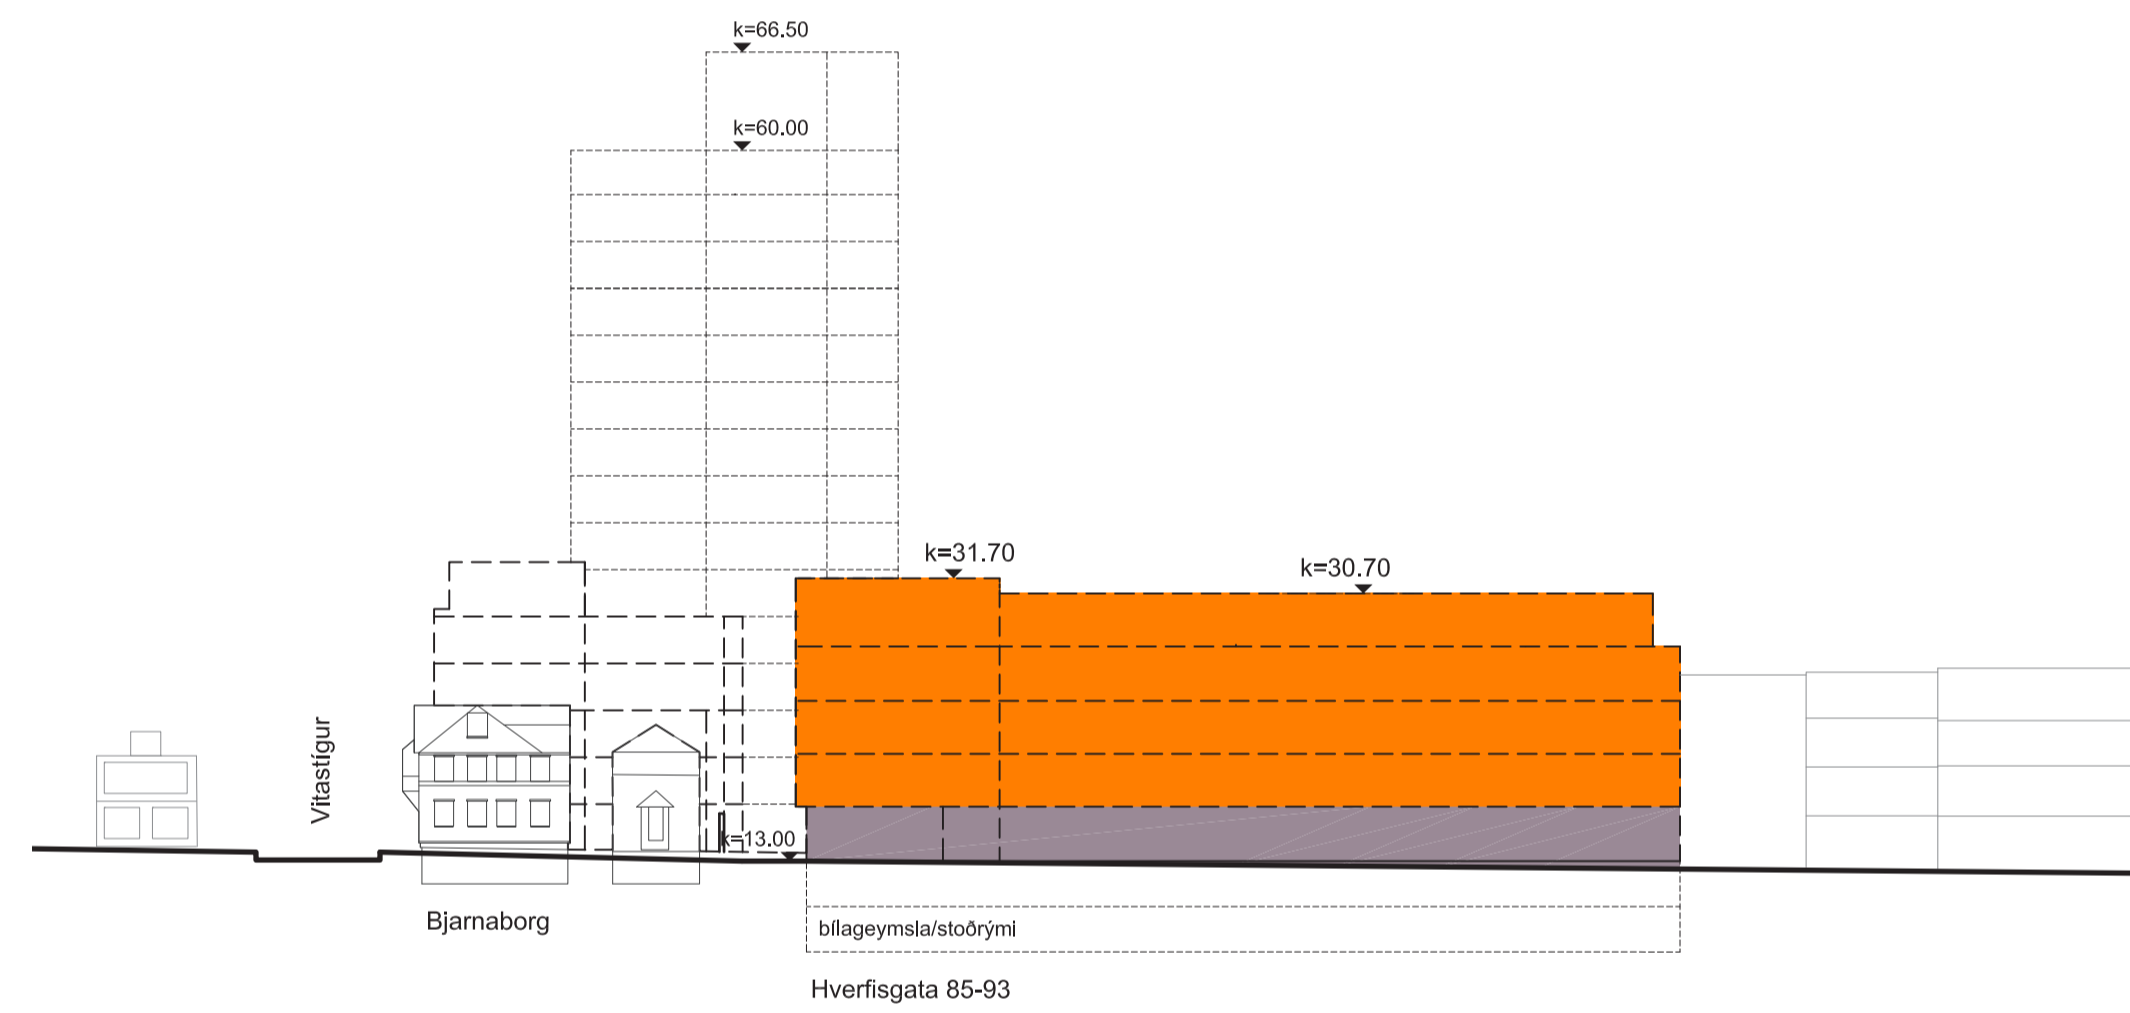 k=66.50
k=60.00
k=31.70
k=30.70
Vitastígur
k=13.00
Bjarnaborg
bílageymsla/stoðrými
Hverfisgata 85-93